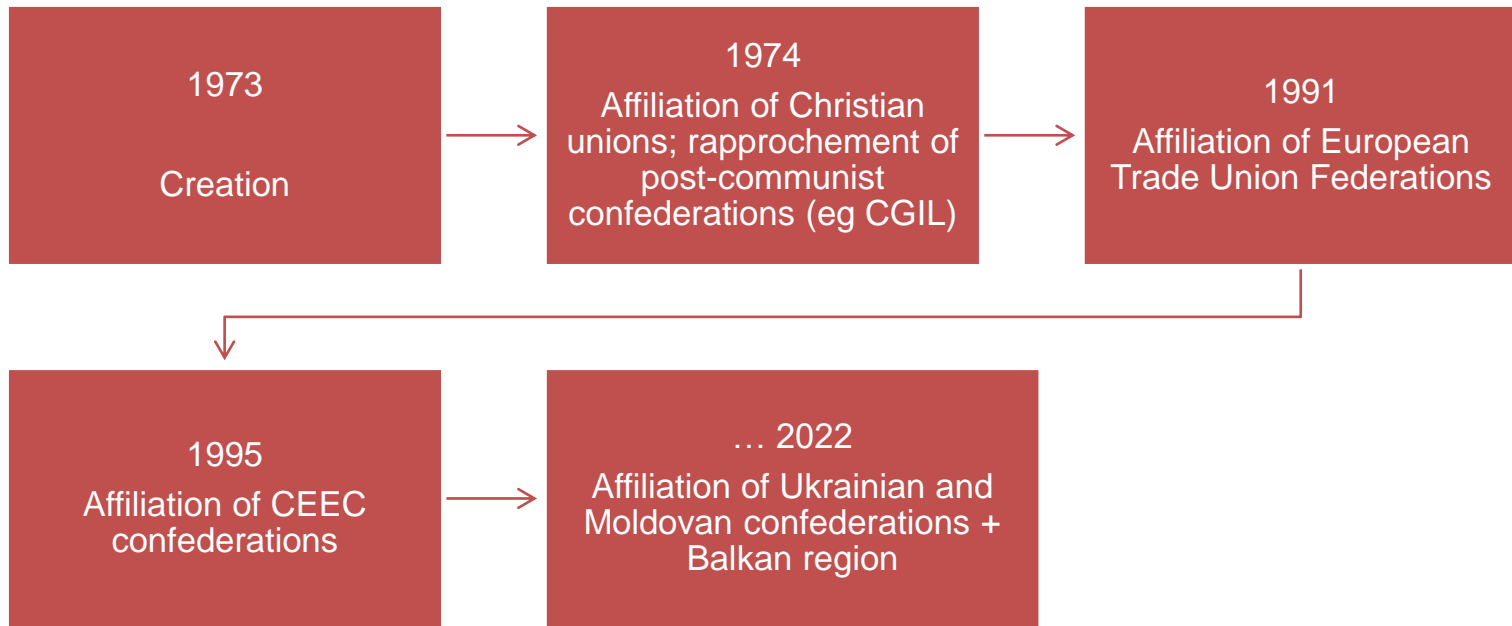 1973
Creation
1974
Affiliation of Christian
unions; rapprochement of
post-communist
confederations (eg CGIL)
1991
Affiliation of European
Trade Union Federations
1995
Affiliation of CEEC
confederations
… 2022
Affiliation of Ukrainian and
Moldovan confederations +
Balkan region